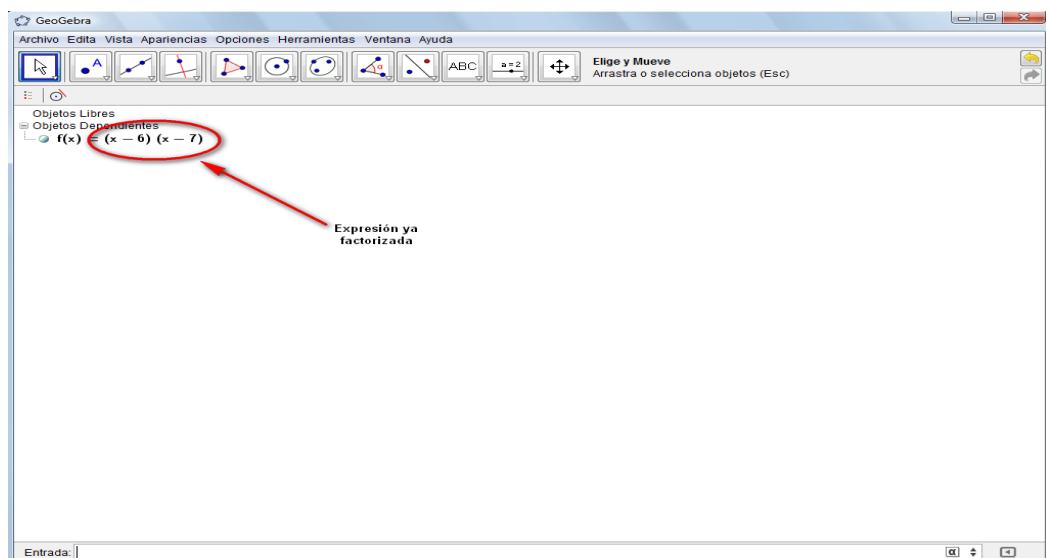 GeoGebra
Archivo Edita Vista Apariencias Opciones Herramientas Ventana Ayuda
A
α
ABC
a = 2
Elige y Mueve
Arrastra o selecciona objetos (Esc)
Objetos Libres
Objetos Dependientes
f(x) = (x − 6) (x − 7)
Expresión ya
factorizada
Entrada:
α